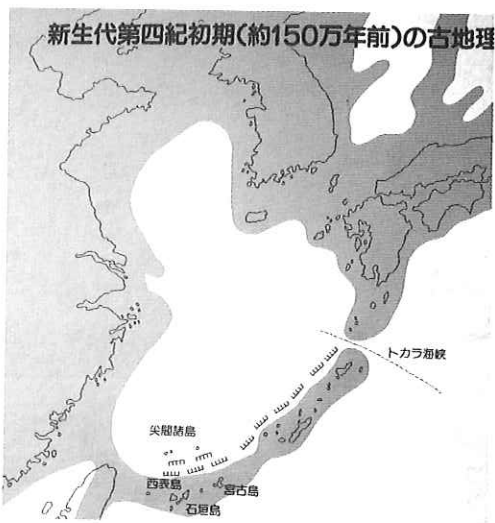 新生代第四紀初期(約150万年前)の古地理
トカラ海峡
尖閣諸島
西表島
宮古島
石垣島